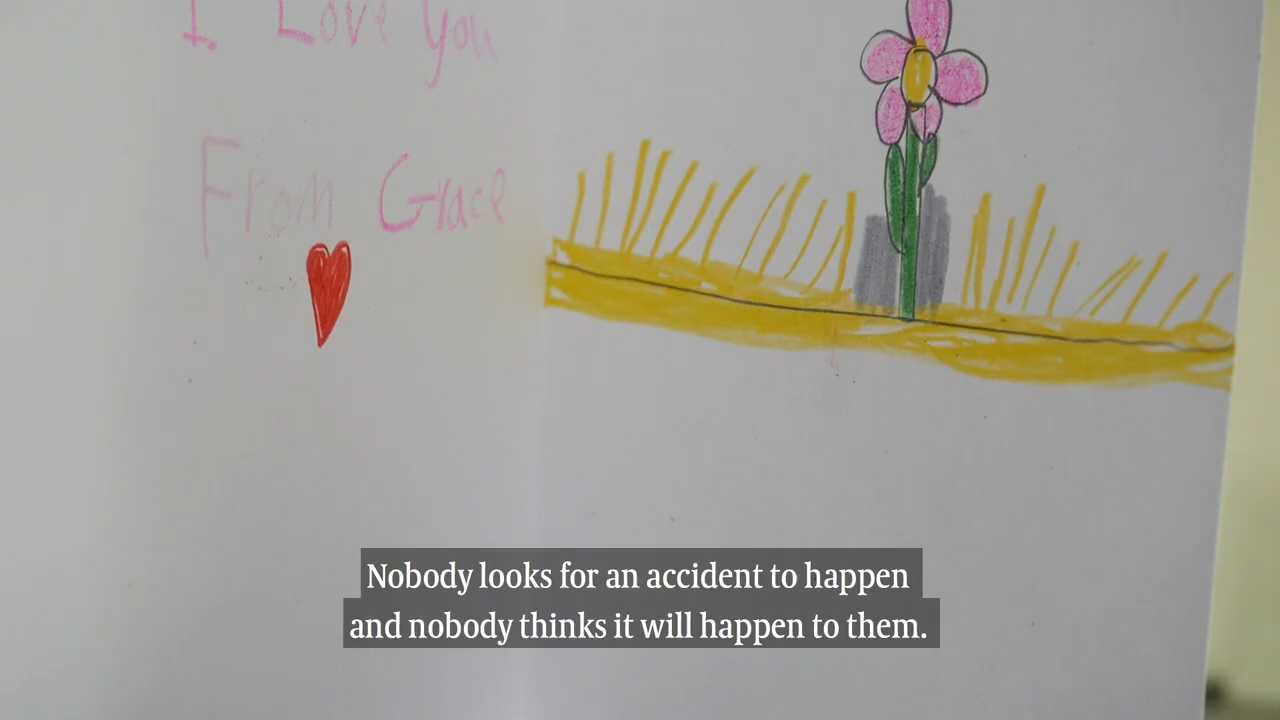 I Love You
From Grace
Nobody looks for an accident to happen
and nobody thinks it will happen to them.